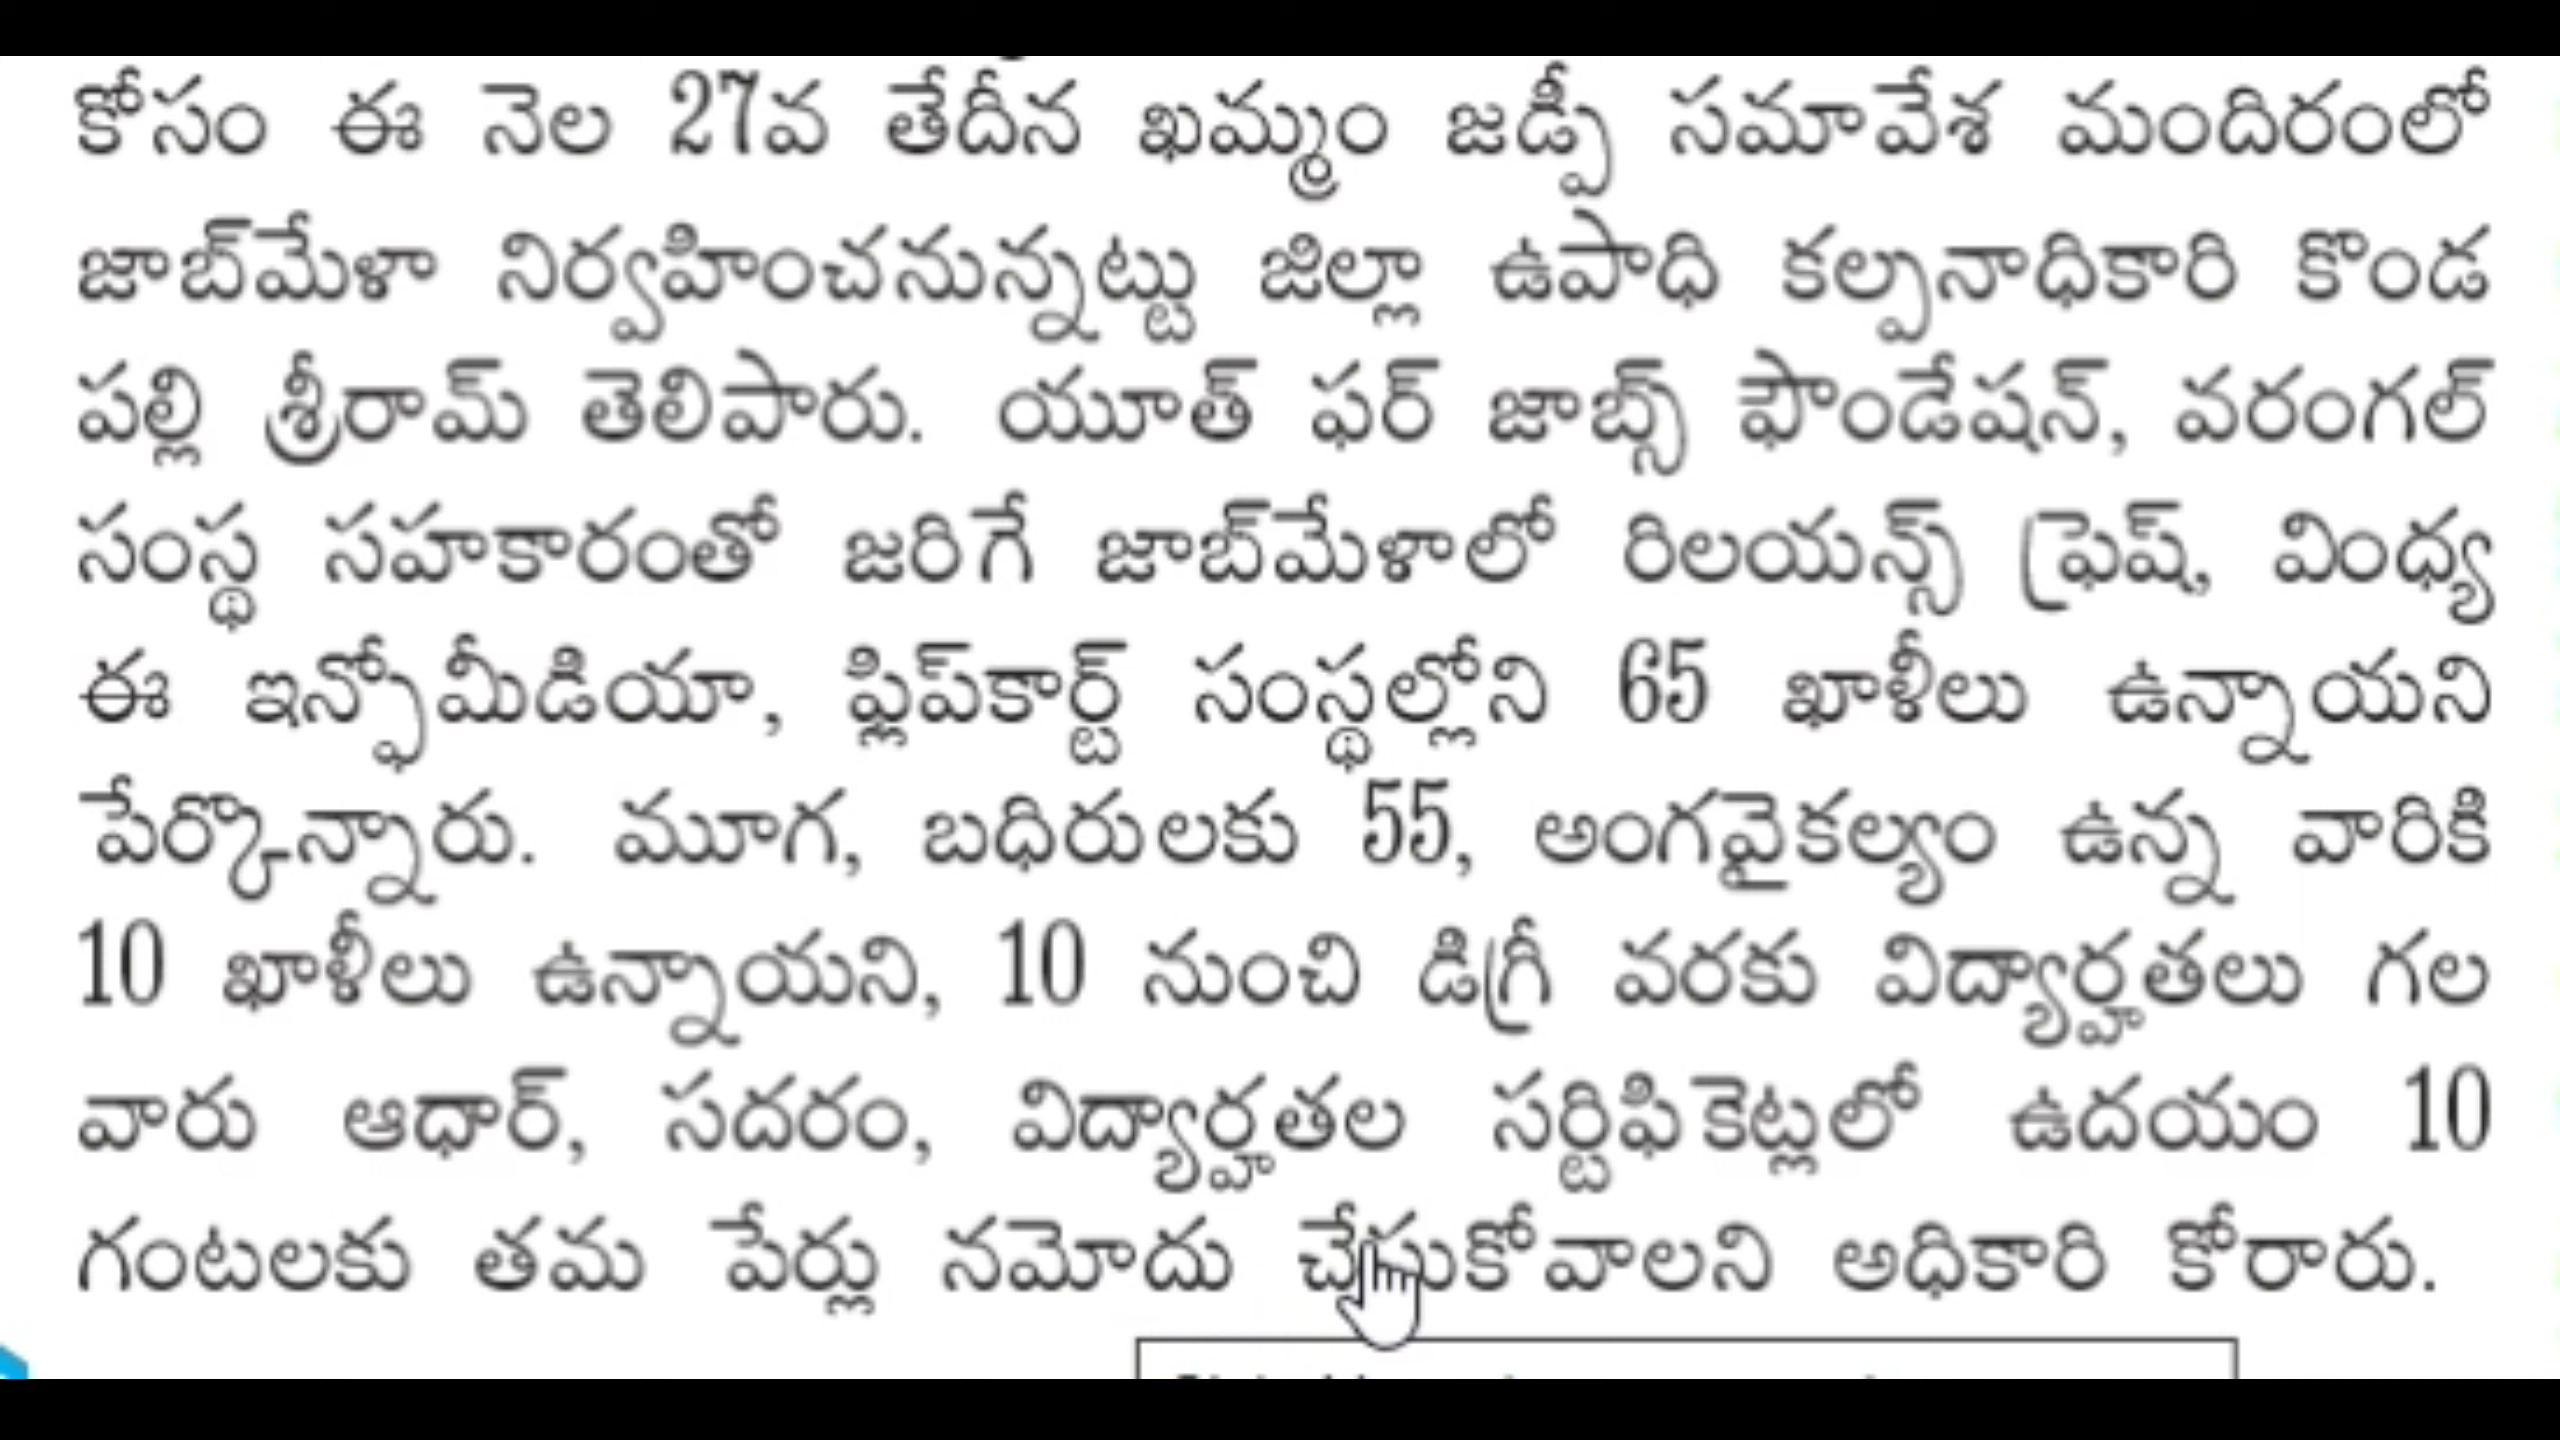 కోసం ఈ నెల 27వ తేదీన ఖమ్మం జడ్పీ సమావేశ మందిరంలో
జాబ్‌మేళా నిర్వహించనున్నట్టు జిల్లా ఉపాధి కల్పనాధికారి కొండ
పల్లి శ్రీరామ్ తెలిపారు. యూత్ ఫర్ జాబ్స్ ఫౌండేషన్, వరంగల్
సంస్థ సహకారంతో జరిగే జాబ్‌మేళాలో రిలయన్స్ ఫ్రెష్, వింధ్య
ఈ ఇన్ఫోమీడియా, ఫ్లిప్‌కార్ట్ సంస్థల్లోని 65 ఖాళీలు ఉన్నాయని
పేర్కొన్నారు. మూగ, బధిరులకు 55, అంగవైకల్యం ఉన్న వారికి
10 ఖాళీలు ఉన్నాయని, 10 నుంచి డిగ్రీ వరకు విద్యార్హతలు గల
వారు ఆధార్, సదరం, విద్యార్హతల సర్టిఫికెట్లలో ఉదయం 10
గంటలకు తమ పేర్లు నమోదు చేసుకోవాలని అధికారి కోరారు.